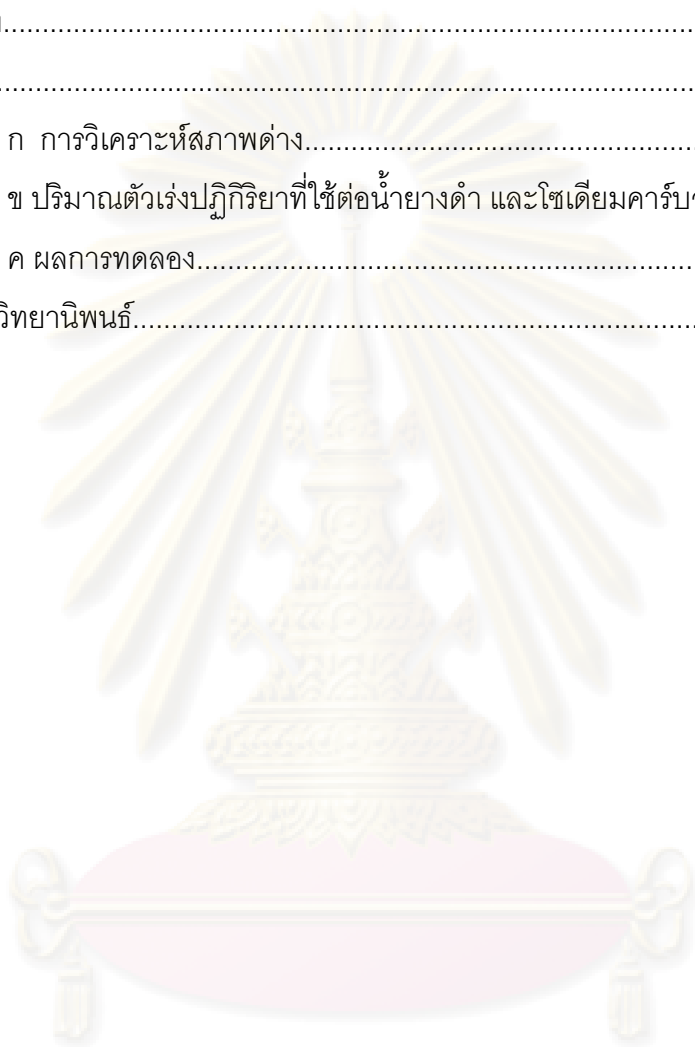 ................................................................................
................................................................................
ก การวิเคราะห์สภาพด่าง..................................................
ข ปริมาณตัวเร่งปฏิกิริยาที่ใช้ต่อน้ำยางดำ และโซเดียมคาร์บ
ค ผลการทดลอง................................................................
วิทยานิพนธ์........................................................................